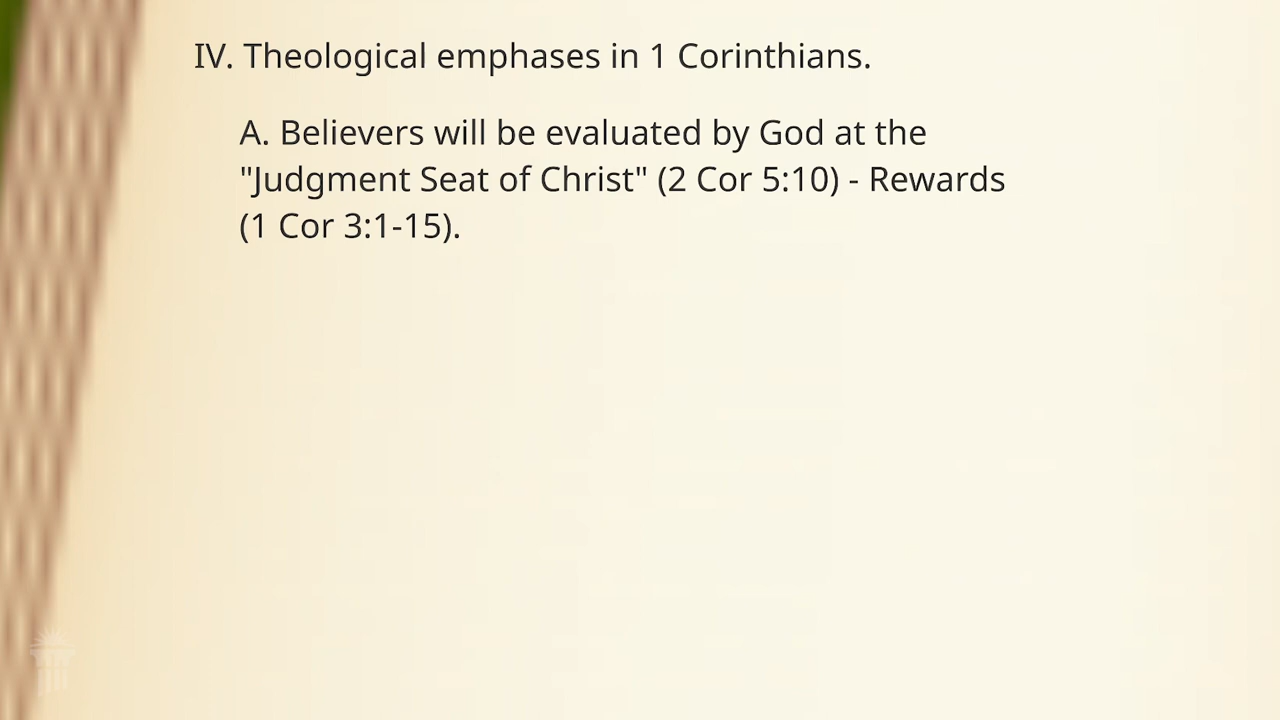 IV. Theological emphases in 1 Corinthians.
A. Believers will be evaluated by God at the
"Judgment Seat of Christ" (2 Cor 5:10) - Rewards
(1 Cor 3:1-15).